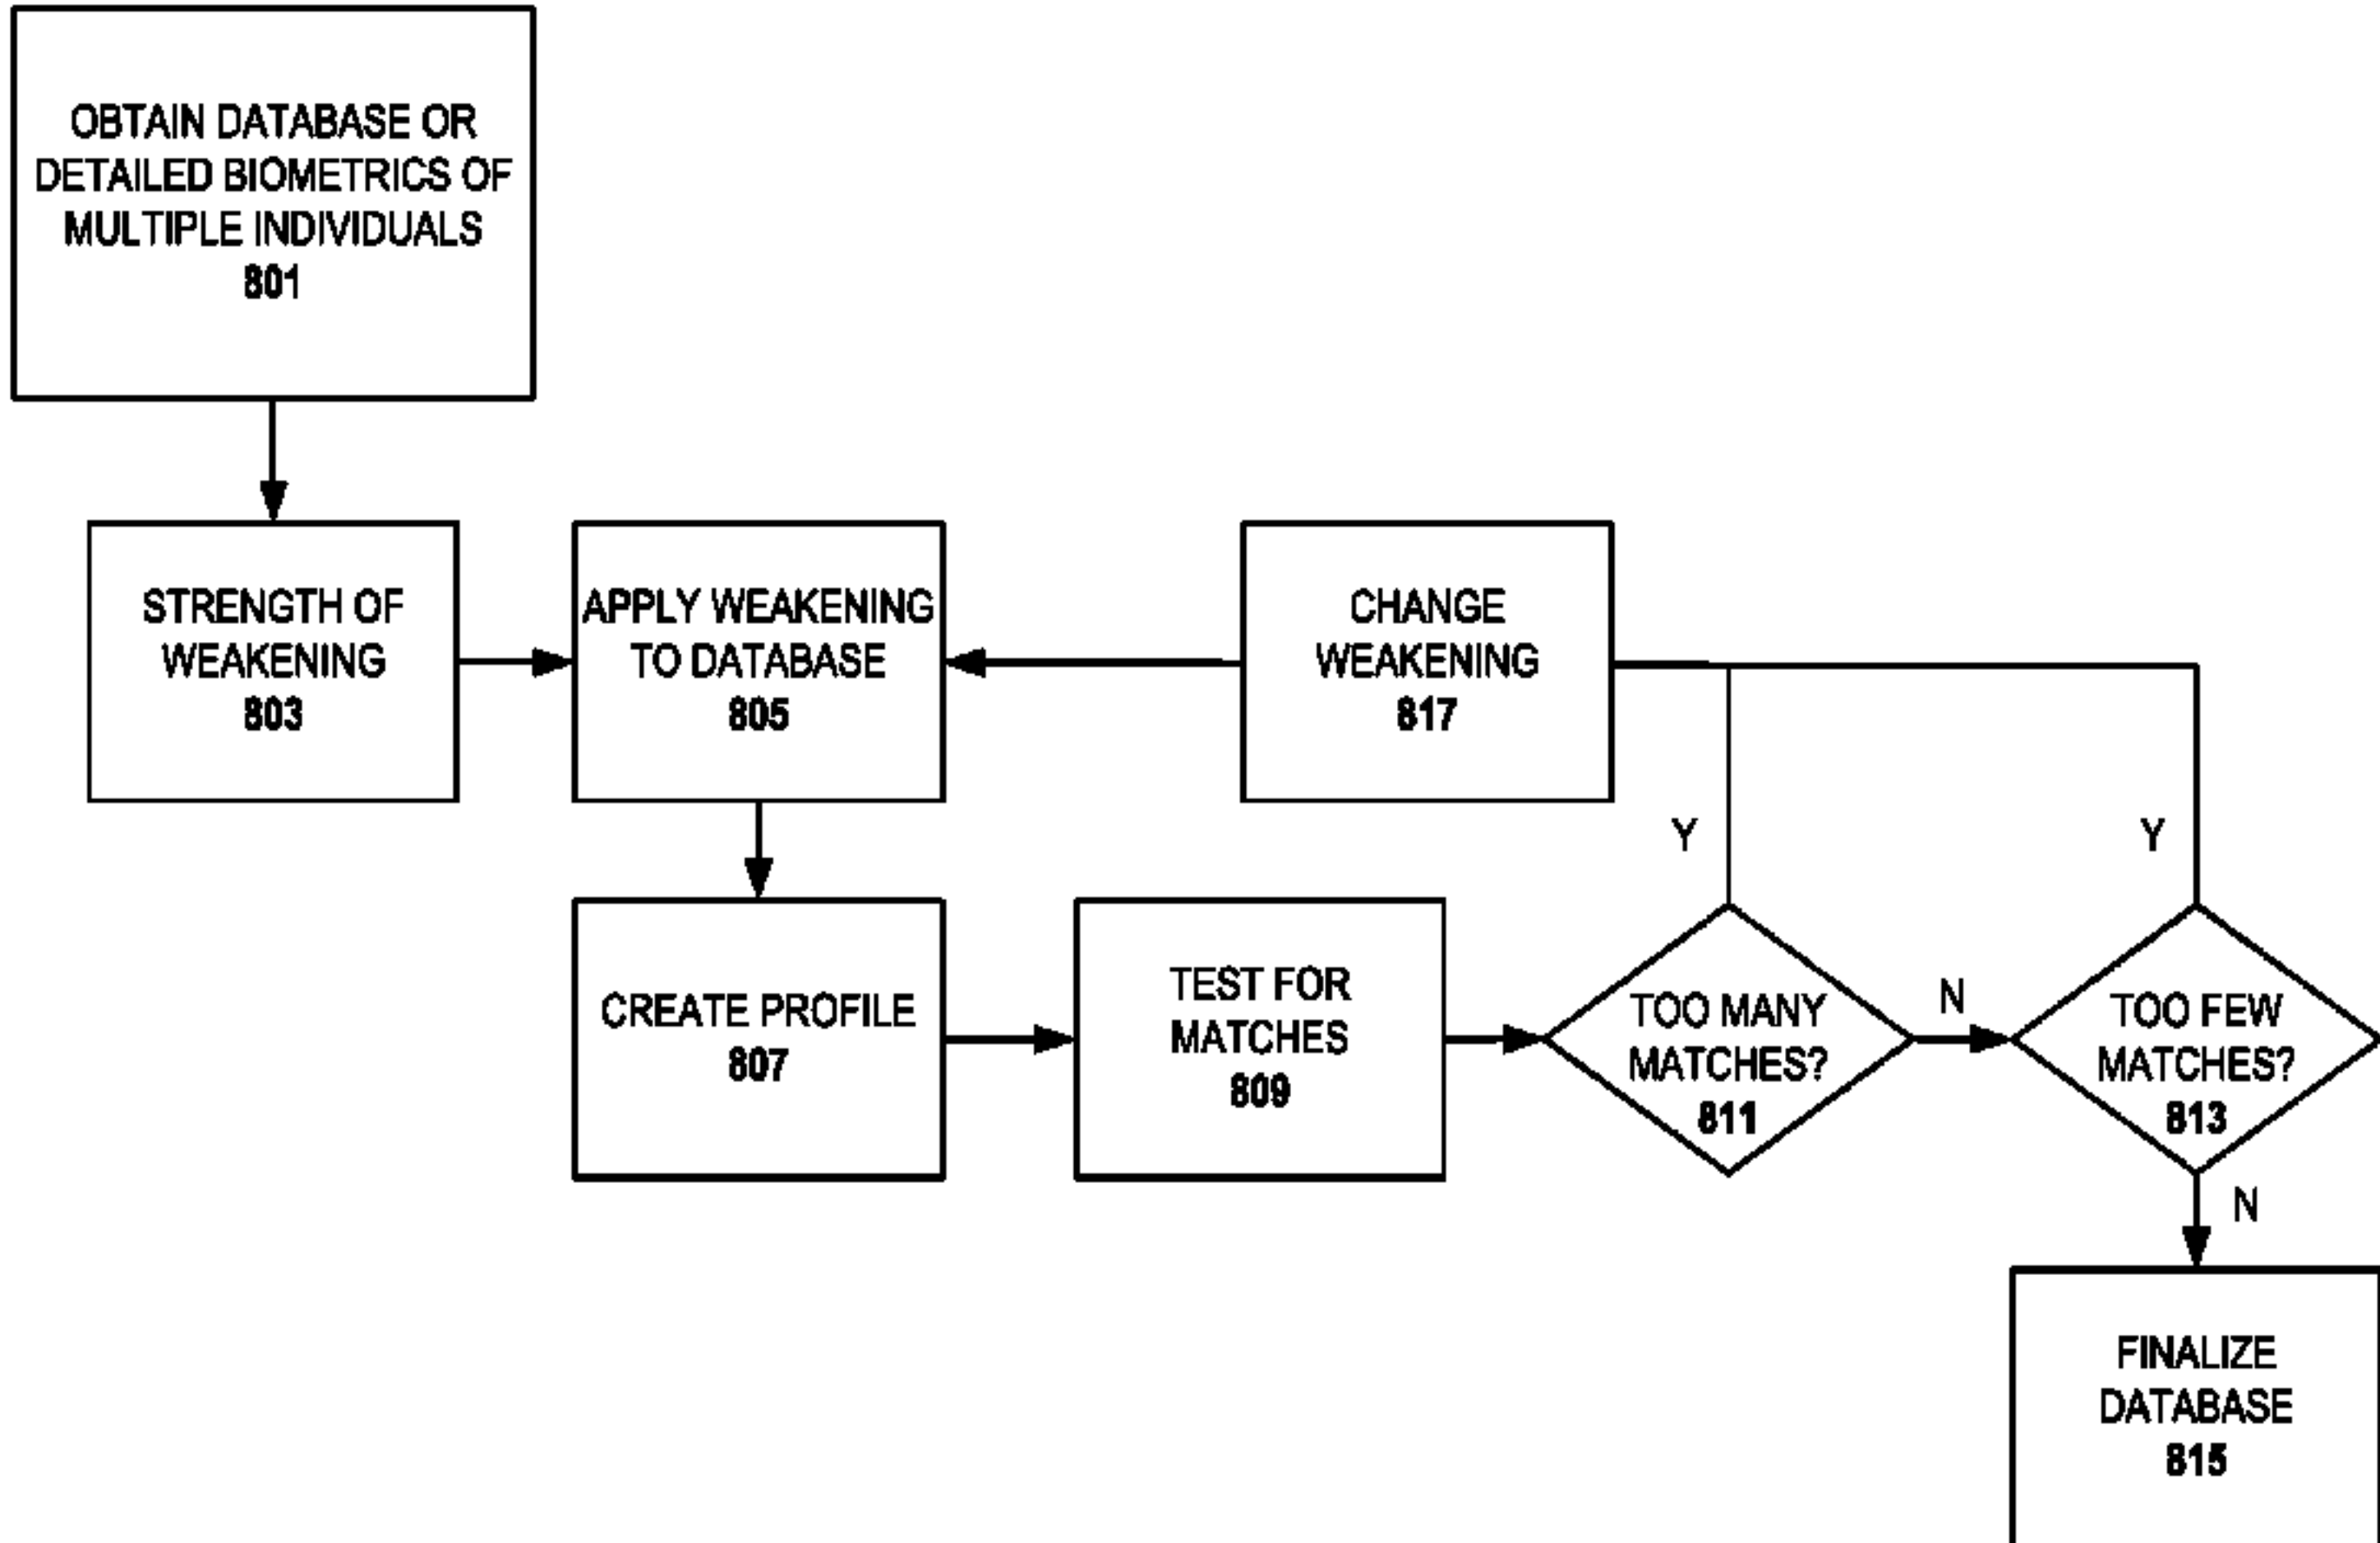 OBTAIN DATABASE OR
DETAILED BIOMETRICS OF
MULTIPLE INDIVIDUALS
801
STRENGTH OF
WEAKENING
803
APPLY WEAKENING
TO DATABASE
805
CHANGE
WEAKENING
817
Y
Y
CREATE PROFILE
807
TEST FOR
MATCHES
809
TOO MANY
MATCHES?
811
N
TOO FEW
MATCHES?
813
N
FINALIZE
DATABASE
815